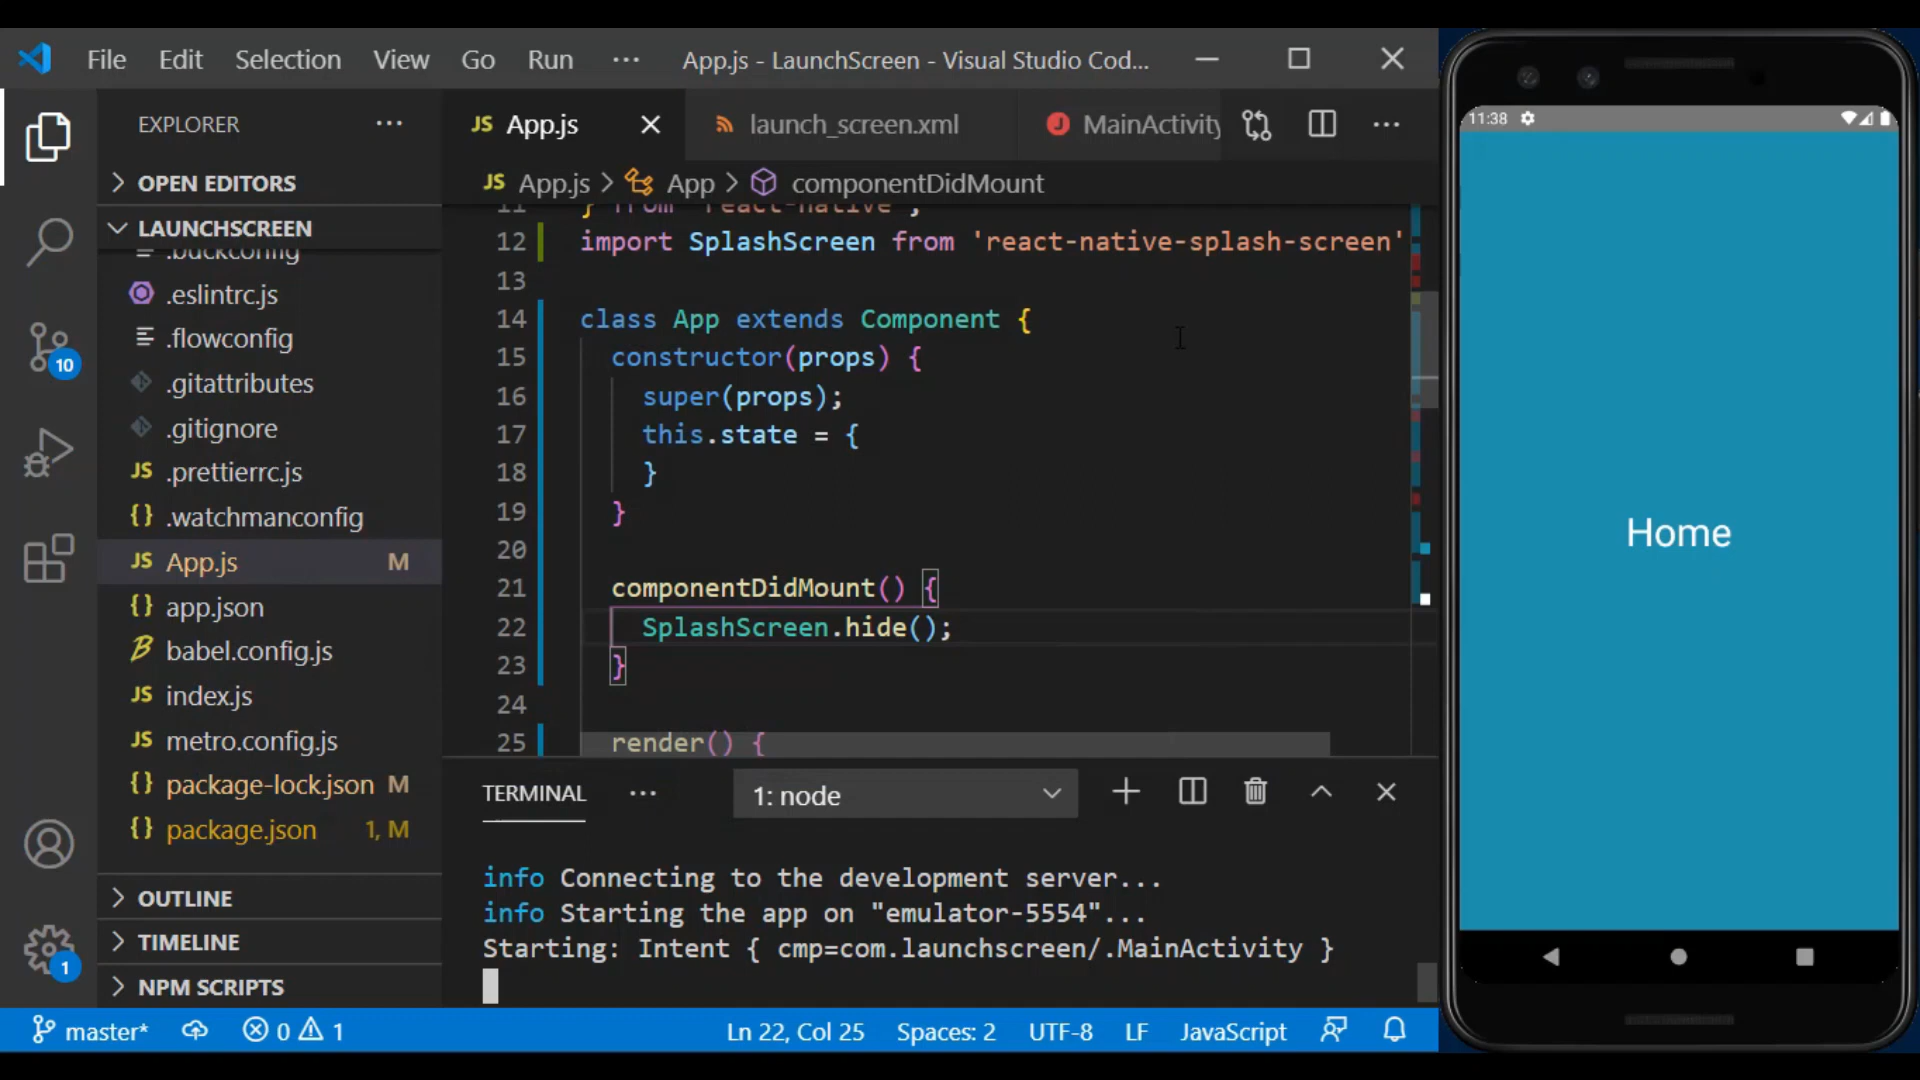 File Edit Selection View Go Run ··· App.js - LaunchScreen - Visual Studio Cod...
EXPLORER ···
JS App.js launch_screen.xml J MainActivity ···
JS App.js > App > componentDidMount
OPEN EDITORS
LAUNCHSCREEN
.buckconfig
.eslintrc.js
.flowconfig
.gitattributes
.gitignore
JS .prettierrc.js
{} .watchmanconfig
JS App.js M
{} app.json
babel.config.js
JS index.js
JS metro.config.js
{} package-lock.json M
{} package.json 1, M
OUTLINE
TIMELINE
NPM SCRIPTS
10
1
11 } from 'react-native';
12 import SplashScreen from 'react-native-splash-screen'
13
14 class App extends Component {
15 constructor(props) {
16 super(props);
17 this.state = {
18 }
19 }
20
21 componentDidMount() {
22 SplashScreen.hide();
23 }
24
25 render() {
TERMINAL ··· 1: node
info Connecting to the development server...
info Starting the app on "emulator-5554"...
Starting: Intent { cmp=com.launchscreen/.MainActivity }
master* 0 1 Ln 22, Col 25 Spaces: 2 UTF-8 LF JavaScript
11:38
Home